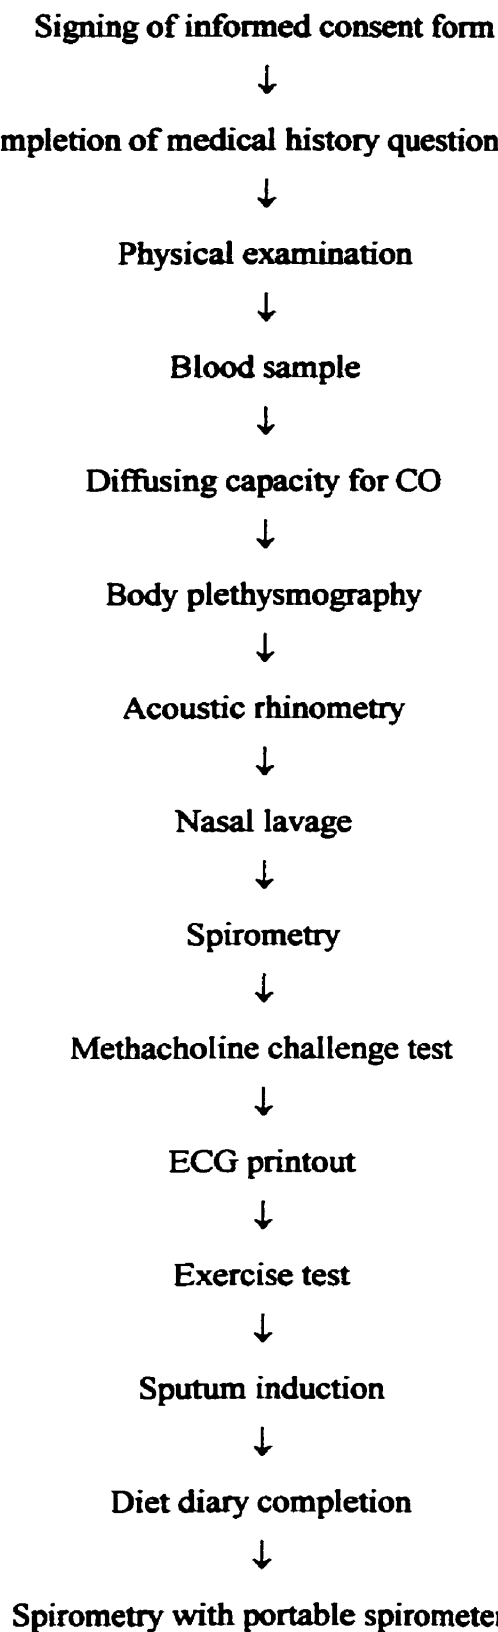 Signing of informed consent form
↓
mpletion of medical history question
↓
Physical examination
↓
Blood sample
↓
Diffusing capacity for CO
↓
Body plethysmography
↓
Acoustic rhinometry
↓
Nasal lavage
↓
Spirometry
↓
Methacholine challenge test
↓
ECG printout
↓
Exercise test
↓
Sputum induction
↓
Diet diary completion
↓
Spirometry with portable spirometer